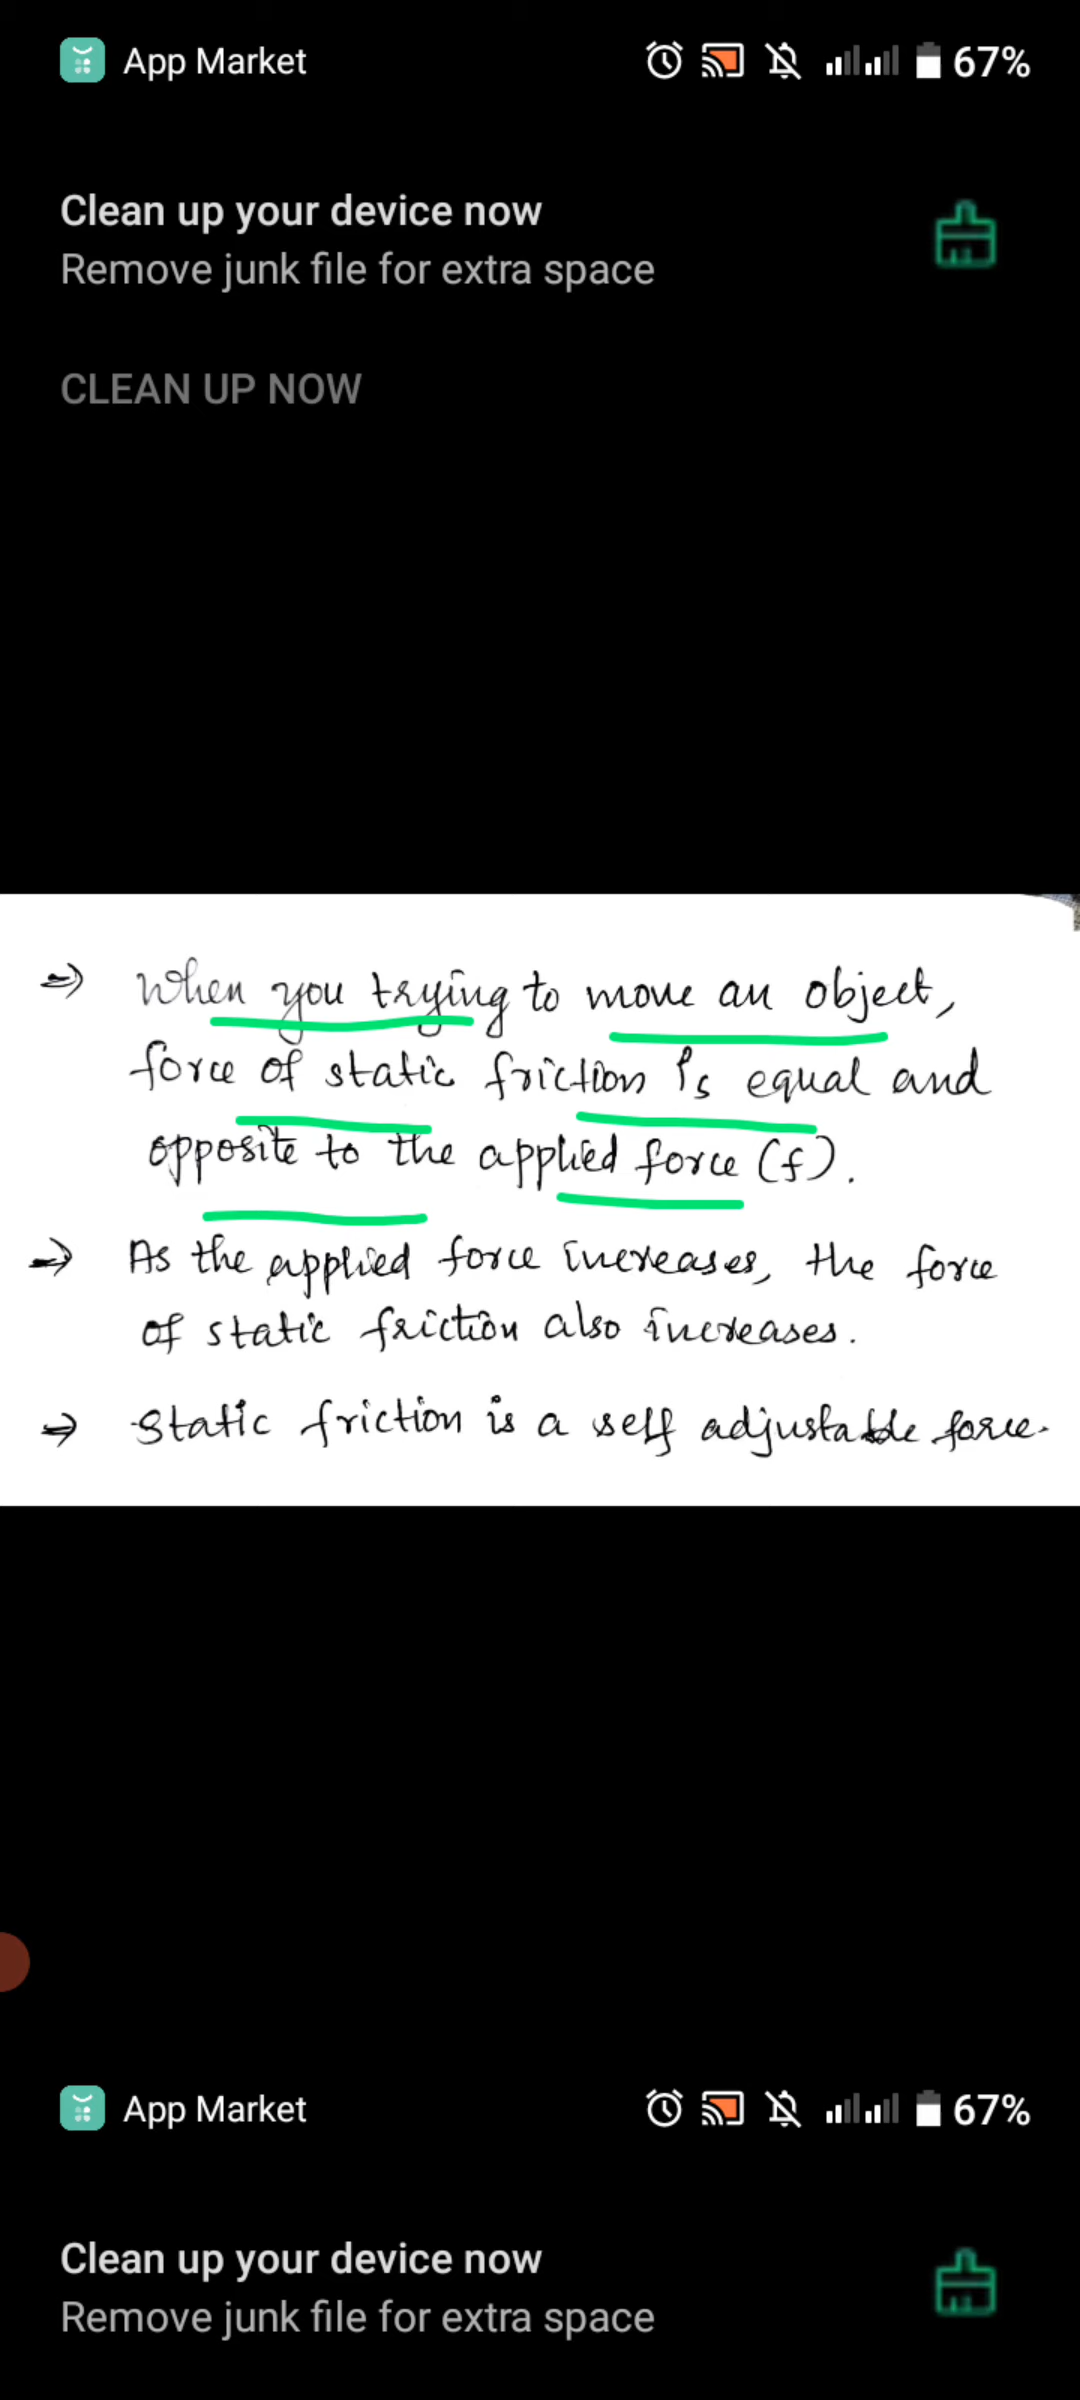 App Market 67%
Clean up your device now
Remove junk file for extra space
CLEAN UP NOW
⇒ When you trying to move an object,
force of static friction is equal and
opposite to the applied force (f).
⇒ As the applied force increases, the force
of static friction also increases.
⇒ Static friction is a self adjustable force.
App Market 67%
Clean up your device now
Remove junk file for extra space